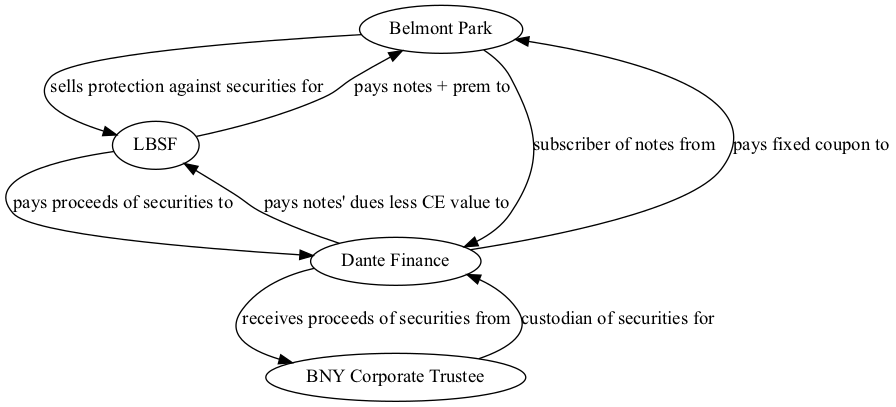 Belmont Park
sells protection against securities for
pays notes + prem to
LBSF
subscriber of notes from
pays fixed coupon to
pays proceeds of securities to
pays notes' dues less CE value to
Dante Finance
receives proceeds of securities from
custodian of securities for
BNY Corporate Trustee